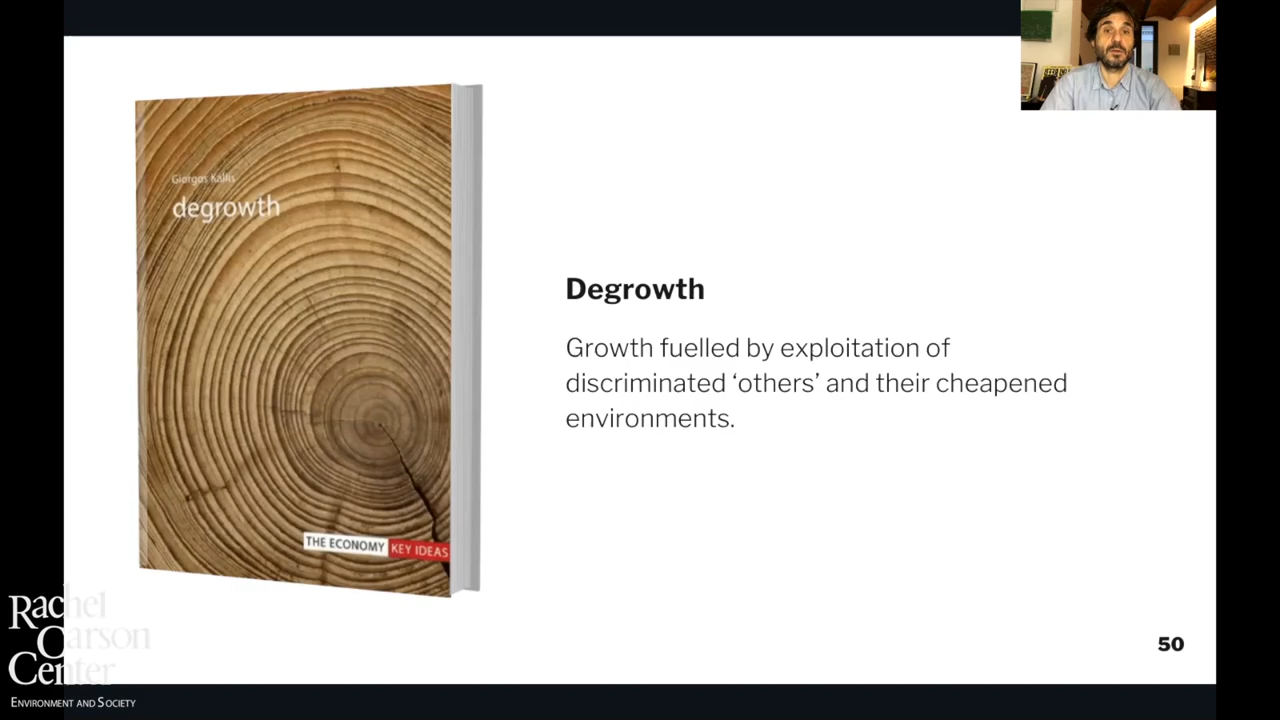 Giorgos Kallis
degrowth
THE ECONOMY KEY IDEAS
Degrowth
Growth fuelled by exploitation of
discriminated ‘others’ and their cheapened
environments.
50
Rachel
Carson
Center
ENVIRONMENT AND SOCIETY